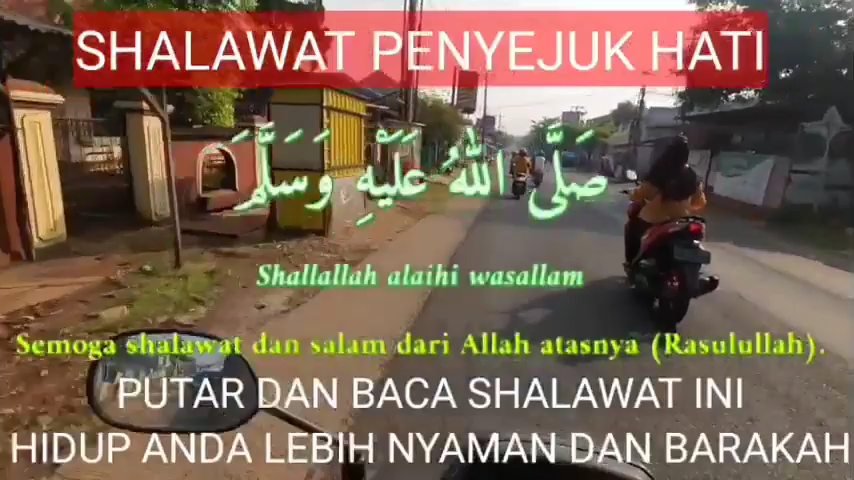 SHALAWAT PENYEJUK HATI
صَلَّى اللهُ عَلَيْهِ وَسَلَّمَ
Shallallah alaihi wasallam
Semoga shalawat dan salam dari Allah atasnya (Rasulullah).
PUTAR DAN BACA SHALAWAT INI
HIDUP ANDA LEBIH NYAMAN DAN BARAKAH